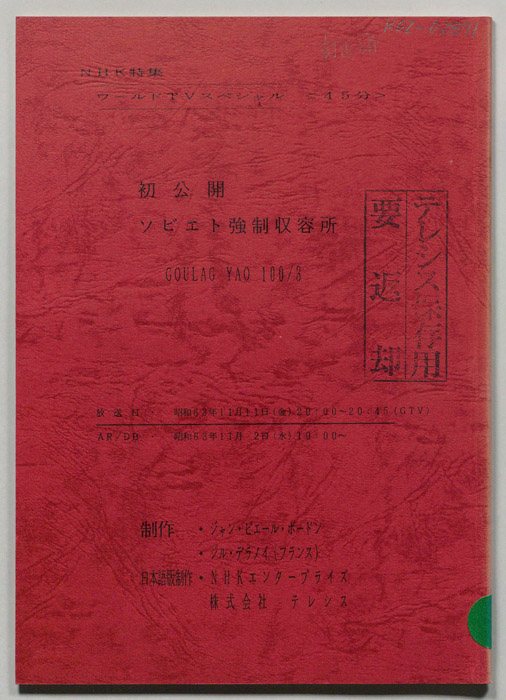 NHK特集
ワールドTVスペシャル <45分>
初公開
ソビエト強制収容所
GOULAG VAO 100/3
テレンス保存用
要/返却
放送日・・ 昭和63年11月11日(金)20:00~20:45(GTV)
AR/DB・・ 昭和63年11月 2日(水)10:00~
制作・ジャン・ピエール・ボードン
・ジル・デラメイ(フランス)
日本語版制作・NHKエンタープライズ
株式会社 テレンス